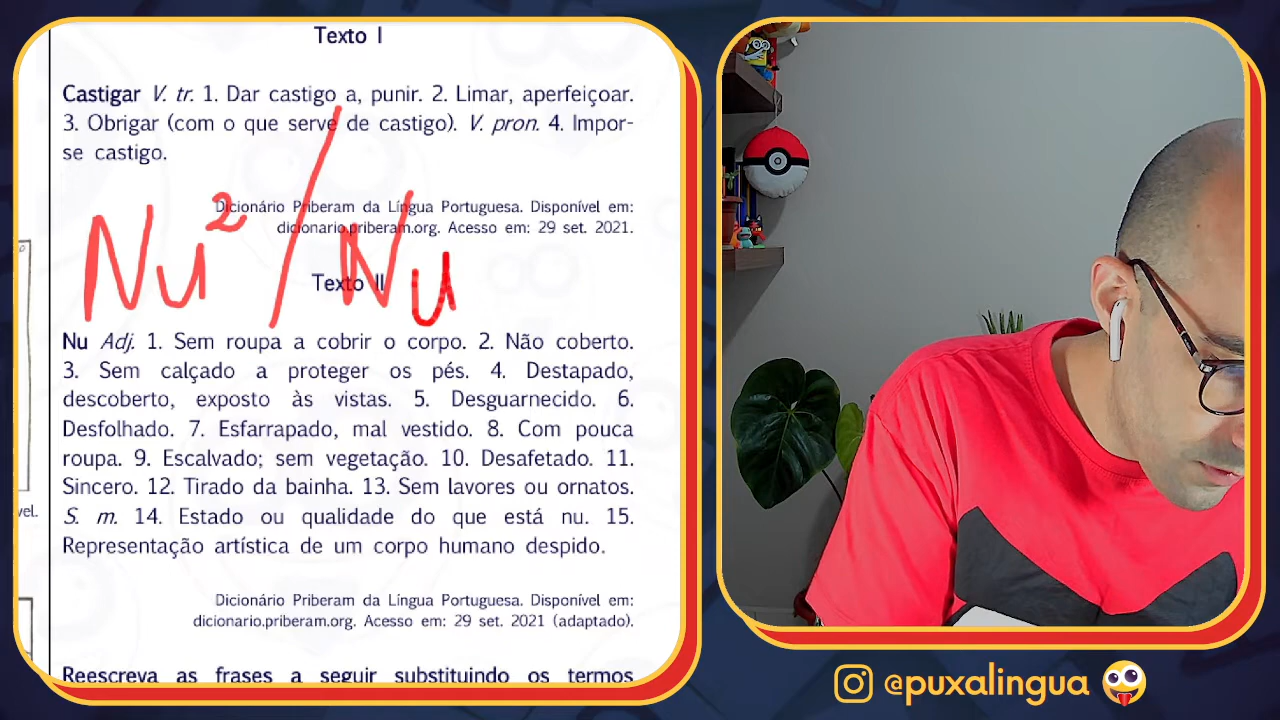 Texto I
Castigar V. tr. 1. Dar castigo a, punir. 2. Limar, aperfeiçoar.
3. Obrigar (com o que serve de castigo). V. pron. 4. Impor-
se castigo.
Dicionário Priberam da Língua Portuguesa. Disponível em:
dicionario.priberam.org. Acesso em: 29 set. 2021.
Nu² / Nu
Texto II
Nu Adj. 1. Sem roupa a cobrir o corpo. 2. Não coberto.
3. Sem calçado a proteger os pés. 4. Destapado,
descoberto, exposto às vistas. 5. Desguarnecido. 6.
Desfolhado. 7. Esfarrapado, mal vestido. 8. Com pouca
roupa. 9. Escalvado; sem vegetação. 10. Desafetado. 11.
Sincero. 12. Tirado da bainha. 13. Sem lavores ou ornatos.
S. m. 14. Estado ou qualidade do que está nu. 15.
Representação artística de um corpo humano despido.
Dicionário Priberam da Língua Portuguesa. Disponível em:
dicionario.priberam.org. Acesso em: 29 set. 2021 (adaptado).
Reescreva as frases a seguir substituindo os termos
vel.
@puxalingua